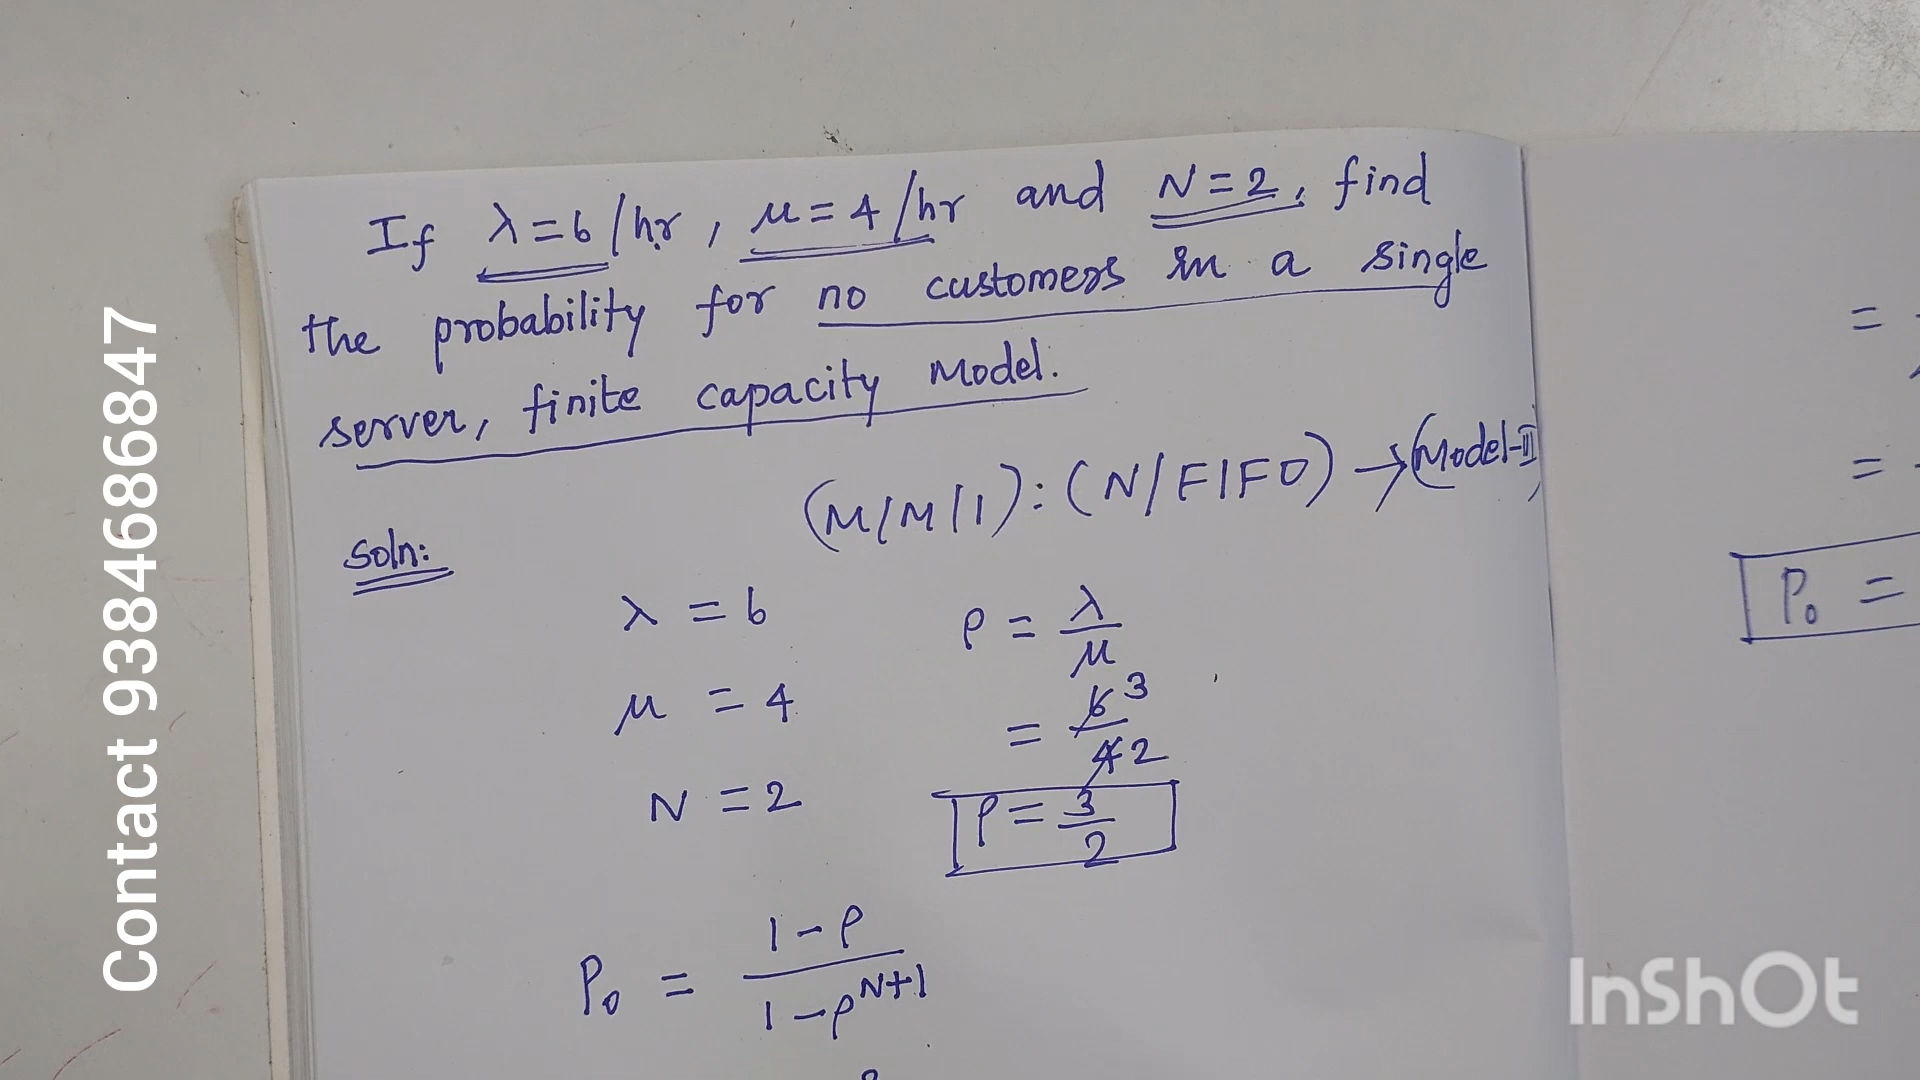 If λ=6/hr, μ=4/hr and N=2, find
the probability for no customers in a single
server, finite capacity Model.
(M/M/1):(N/FIFO)→(Model-III)
Soln:
λ = 6
μ = 4
N = 2
ρ = λ/μ
= 6 3/4 2
ρ = 3/2
P₀ = 1-ρ/1-ρ^N+1
=
=
P₀ =
Contact 9384686847
InShOt